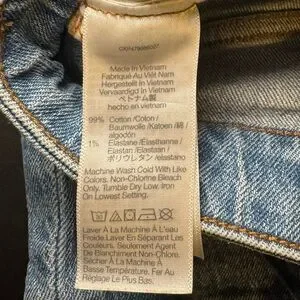 Made In Vietnam
Fabriqué Au Viet Nam
Hergestellt in Vietnam
Vervaardigd In Vietnam
ベトナム製
hecho en vietnam
99% Cotton /Coton /
Baumwolle /Katoen /綿 /
algodón
1% Elastane /Elasthanne /
Elastan /Elastaan /
ポリウレタン /elastano
Machine Wash Cold With Like
Colors. Non-Chlorine Bleach
Only. Tumble Dry Low. Iron
On Lowest Setting.
Laver À La Machine À L'eau
Froide Laver En Séparant Les
Couleurs. Seulement Agent
De Blanchiment Non-Chloré.
Sécher À La Machine À
Basse Température. Fer Au
Reglage Le Plus Bas.